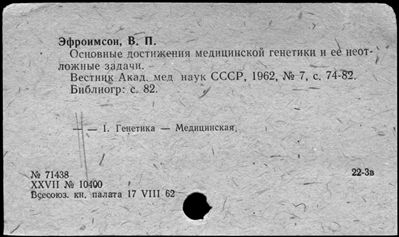 Эфроимсон, В. П.
Основные достижения медицинской генетики и ее неот-
ложные задачи.
Вестник Акад. мед наук СССР, 1962, № 7, с. 74-82.
Библиогр: с. 82.
— I. Генетика — Медицинская.
№ 71438
22-3в
XXVII № 10400
Всесоюз. кн. палата 17 VIII 62